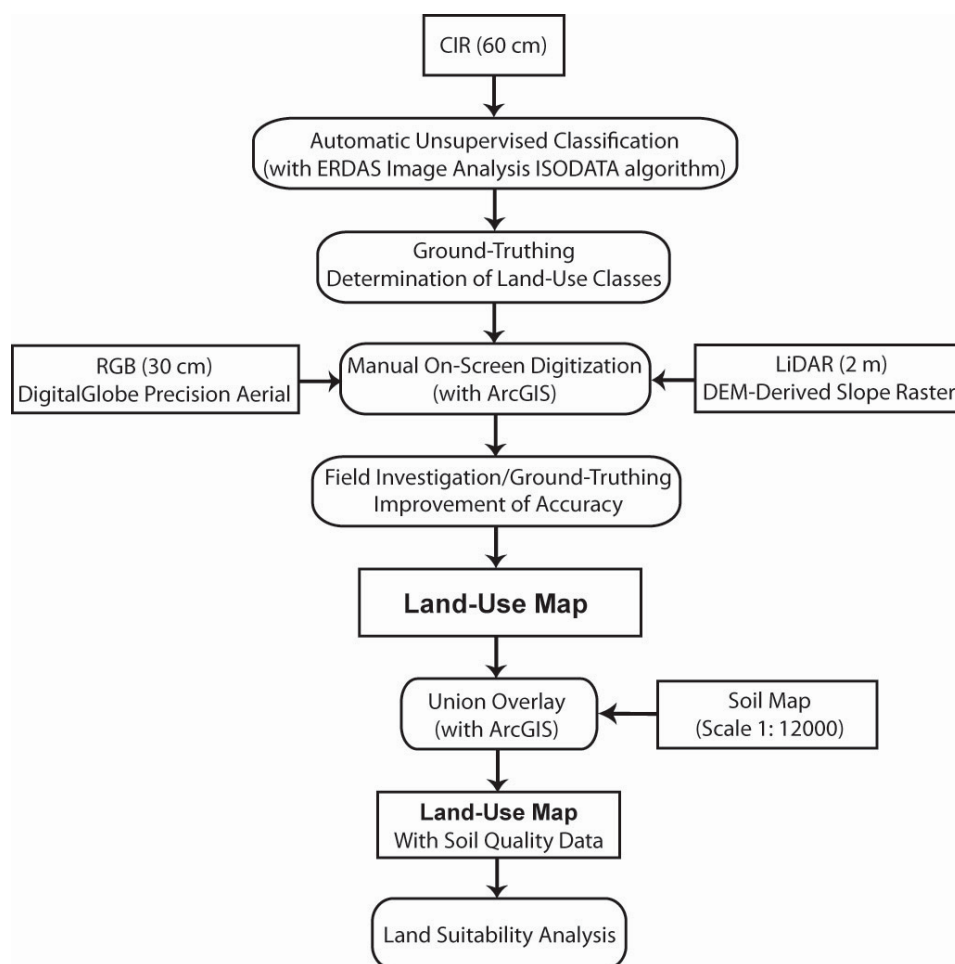 CIR (60 cm)
Automatic Unsupervised Classification
(with ERDAS Image Analysis ISODATA algorithm)
Ground-Truthing
Determination of Land-Use Classes
RGB (30 cm)
DigitalGlobe Precision Aerial
Manual On-Screen Digitization
(with ArcGIS)
LiDAR (2 m)
DEM-Derived Slope Raster
Field Investigation/Ground-Truthing
Improvement of Accuracy
Land-Use Map
Union Overlay
(with ArcGIS)
Soil Map
(Scale 1: 12000)
Land-Use Map
With Soil Quality Data
Land Suitability Analysis